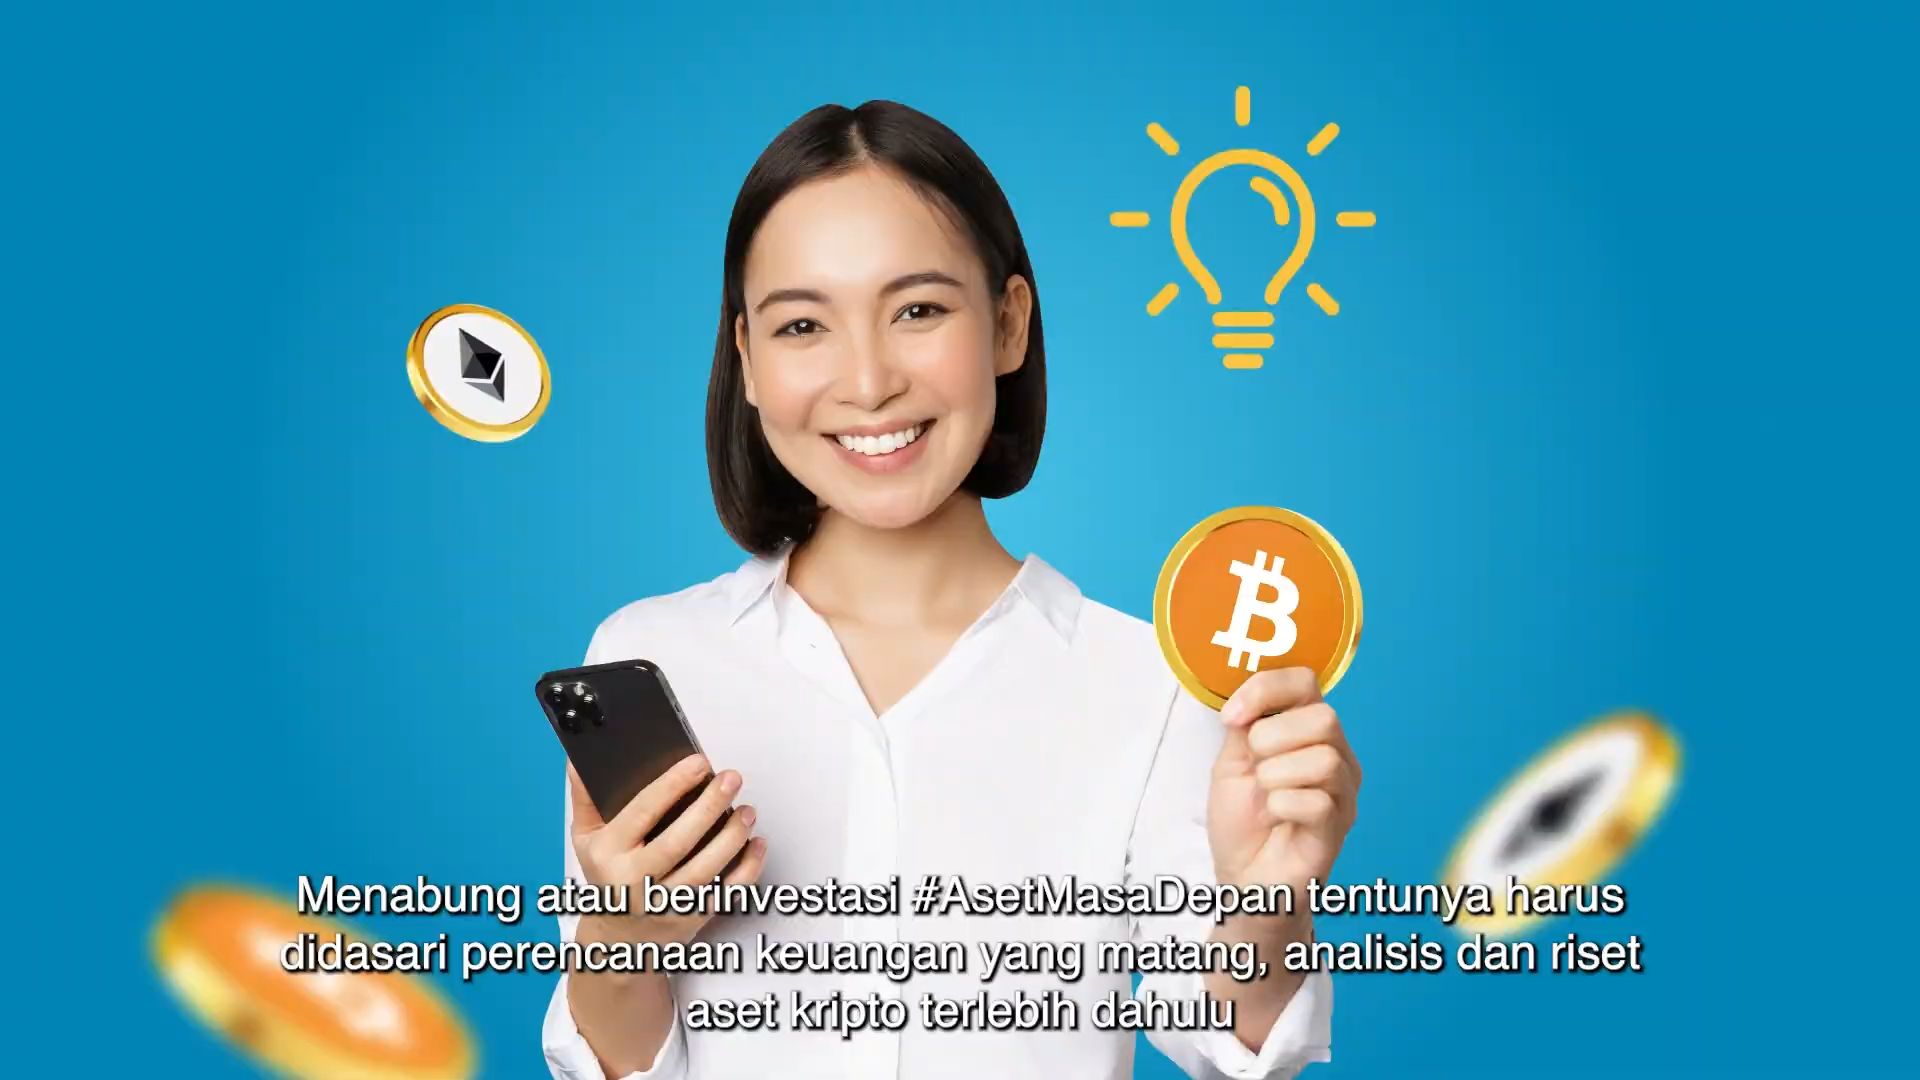 Menabung atau berinvestasi #AsetMasaDepan tentunya harus
didasari perencanaan keuangan yang matang, analisis dan riset
aset kripto terlebih dahulu